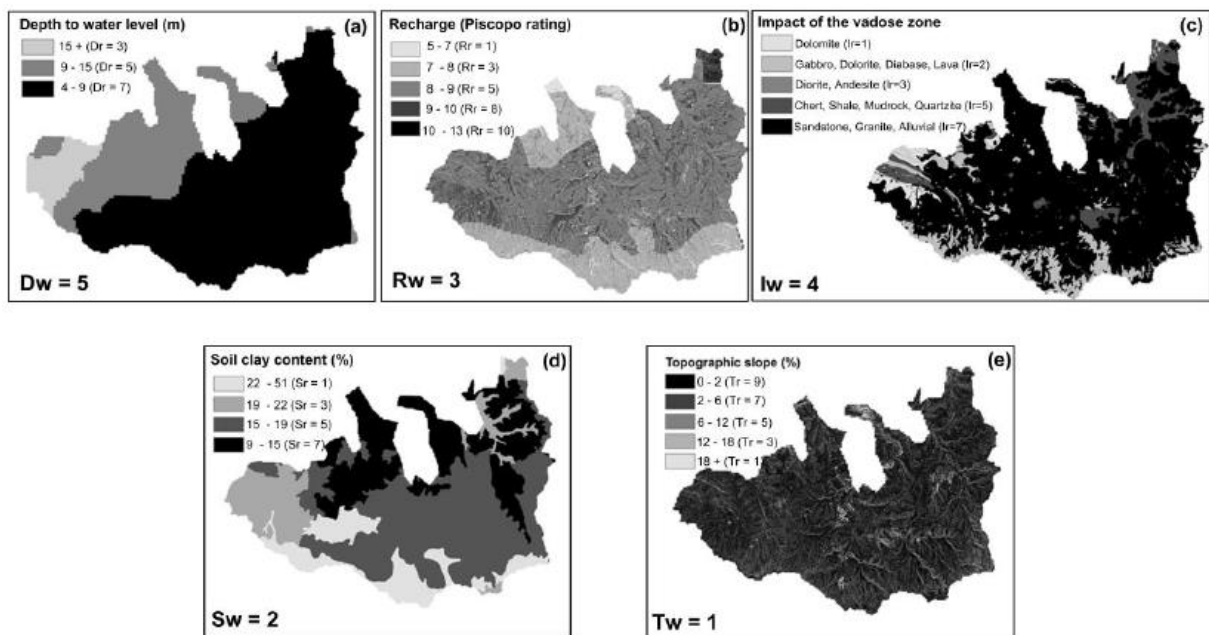 Depth to water level (m)
(a)
15 + (Dr = 3)
9 - 15 (Dr = 5)
4 - 9 (Dr = 7)
Dw = 5
Recharge (Piscopo rating)
(b)
5 - 7 (Rr = 1)
7 - 8 (Rr = 3)
8 - 9 (Rr = 5)
9 - 10 (Rr = 8)
10 - 13 (Rr = 10)
Rw = 3
Impact of the vadose zone
(c)
Dolomite (Ir=1)
Gabbro, Dolorite, Diabase, Lava (Ir=2)
Diorite, Andesite (Ir=3)
Chert, Shale, Mudrock, Quartzite (Ir=5)
Sandstone, Granite, Alluvial (Ir=7)
Iw = 4
Soil clay content (%)
(d)
22 - 51 (Sr = 1)
19 - 22 (Sr = 3)
15 - 19 (Sr = 5)
9 - 15 (Sr = 7)
Sw = 2
Topographic slope (%)
(e)
0 - 2 (Tr = 9)
2 - 6 (Tr = 7)
6 - 12 (Tr = 5)
12 - 18 (Tr = 3)
18 + (Tr = 1)
Tw = 1